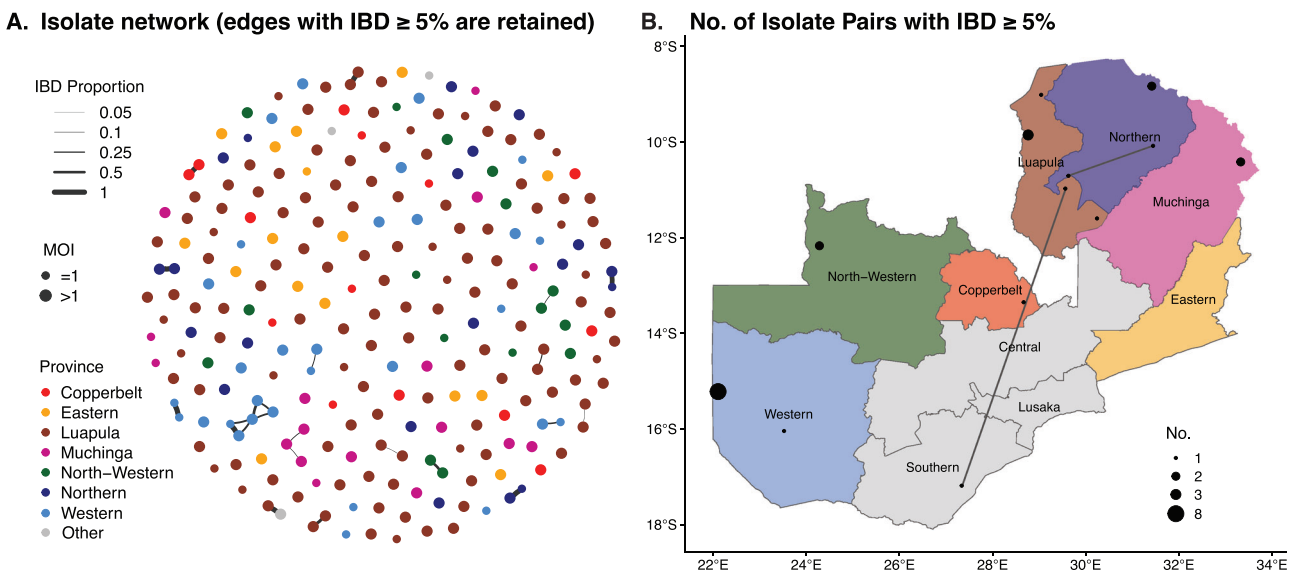 A. Isolate network (edges with IBD ≥ 5% are retained)
IBD Proportion
0.05
0.1
0.25
0.5
1
MOI
=1
>1
Province
Copperbelt
Eastern
Luapula
Muchinga
North−Western
Northern
Western
Other
B. No. of Isolate Pairs with IBD ≥ 5%
8°S
10°S
12°S
14°S
16°S
18°S
Northern
Luapula
Muchinga
North−Western
Copperbelt
Eastern
Central
Western
Lusaka
Southern
No.
1
2
3
8
22°E 24°E 26°E 28°E 30°E 32°E 34°E